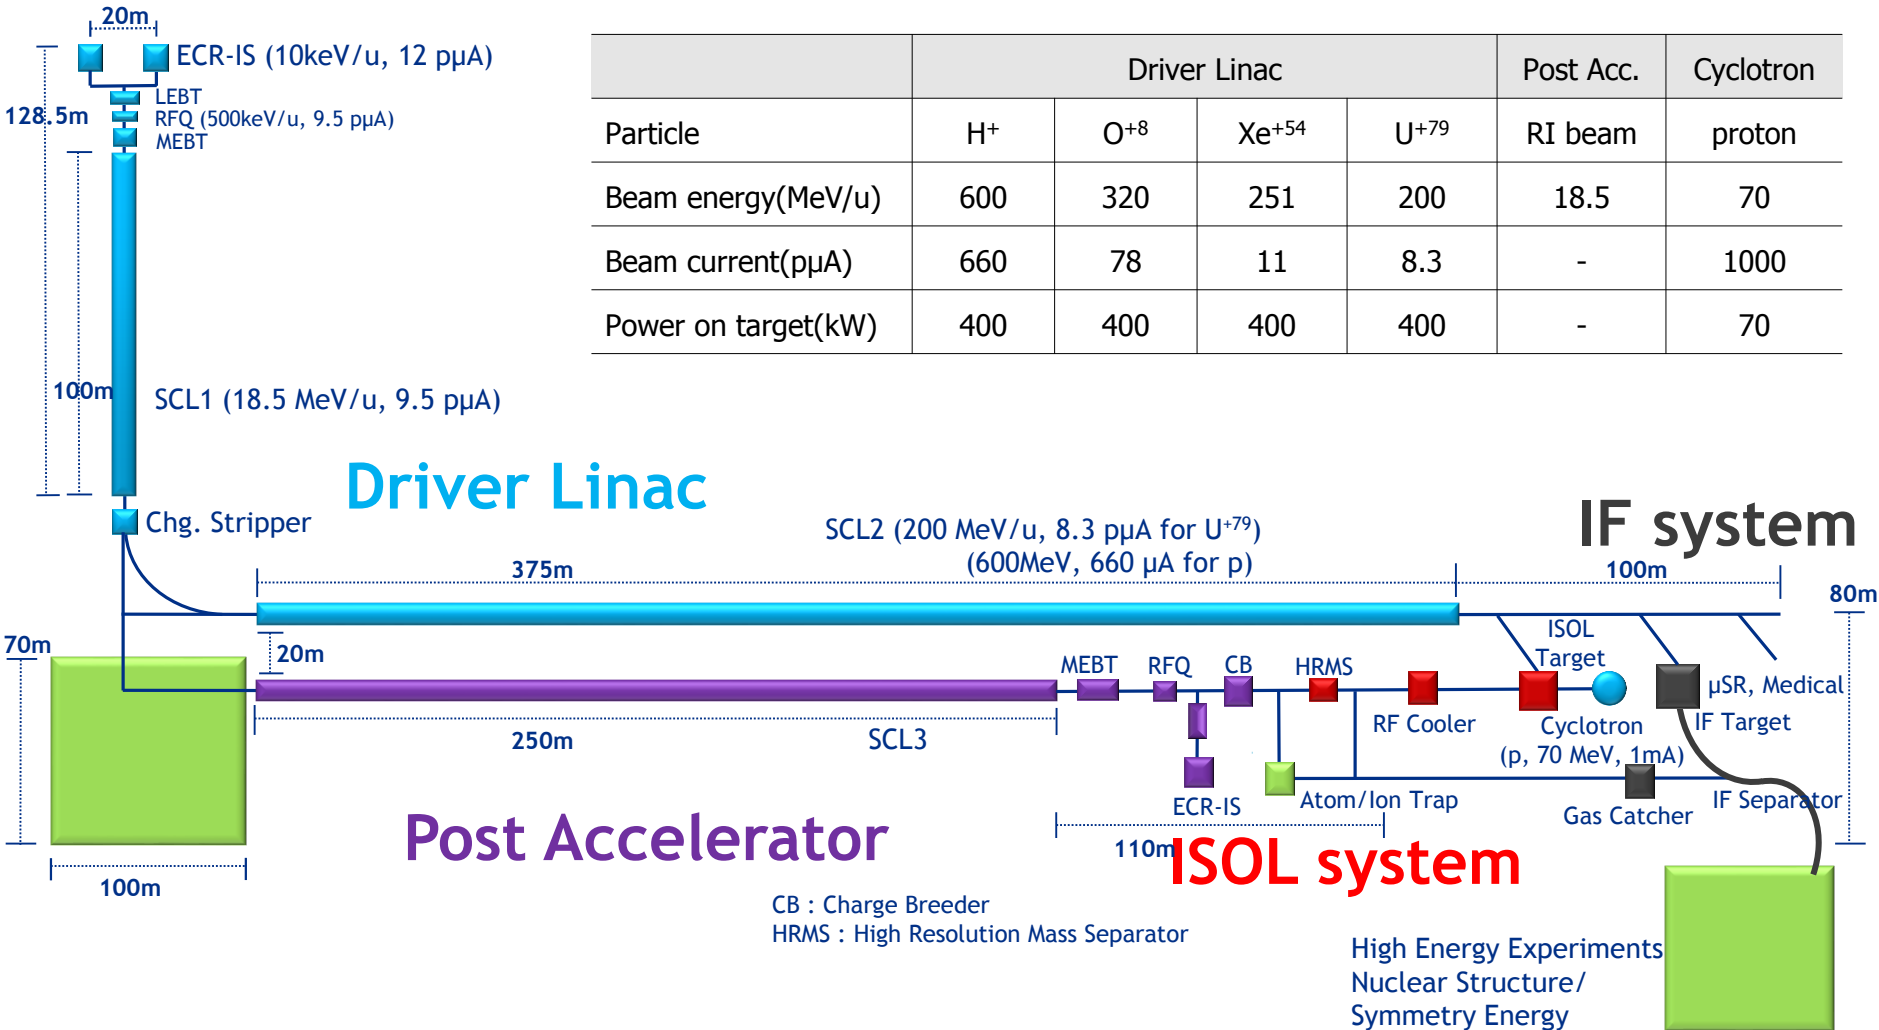 20m
ECR-IS (10keV/u, 12 pμA)
LEBT
128.5m
RFQ (500keV/u, 9.5 pμA)
MEBT
Driver Linac Post Acc. Cyclotron
Particle H+ O+8 Xe+54 U+79 RI beam proton
Beam energy(MeV/u) 600 320 251 200 18.5 70
Beam current(pμA) 660 78 11 8.3 - 1000
Power on target(kW) 400 400 400 400 - 70
100m
SCL1 (18.5 MeV/u, 9.5 pμA)
Driver Linac
Chg. Stripper
SCL2 (200 MeV/u, 8.3 pμA for U+79)
(600MeV, 660 μA for p)
IF system
375m
100m
80m
70m
20m
ISOL
Target
MEBT
RFQ
CB
HRMS
μSR, Medical
RF Cooler
Cyclotron
(p, 70 MeV, 1mA)
IF Target
250m
SCL3
ECR-IS
Atom/Ion Trap
Gas Catcher
IF Separator
Post Accelerator
110m
ISOL system
100m
CB : Charge Breeder
HRMS : High Resolution Mass Separator
High Energy Experiments
Nuclear Structure/
Symmetry Energy